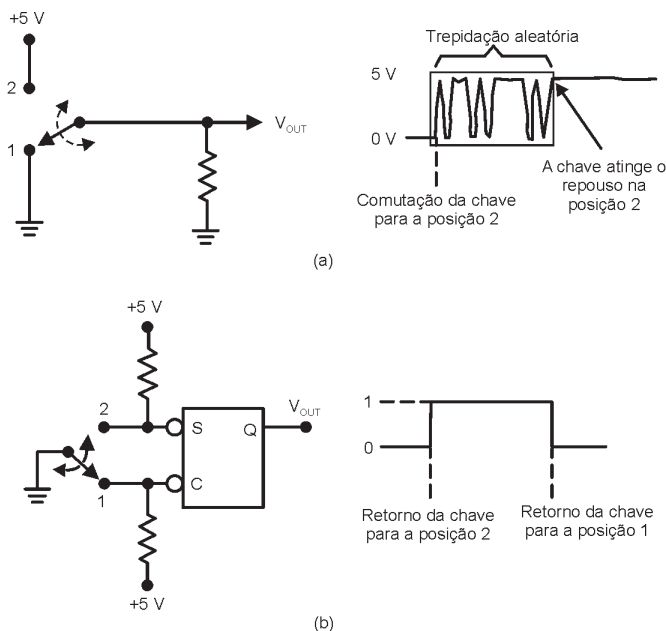 +5 V
2
1
V_OUT
(a)
Trepidação aleatória
5 V
0 V
Comutação da chave
para a posição 2
A chave atinge o
repouso na
posição 2
+5 V
2
1
S
Q
C
V_OUT
+5 V
1
0
Retorno da chave
para a posição 2
Retorno da chave
para a posição 1
(b)